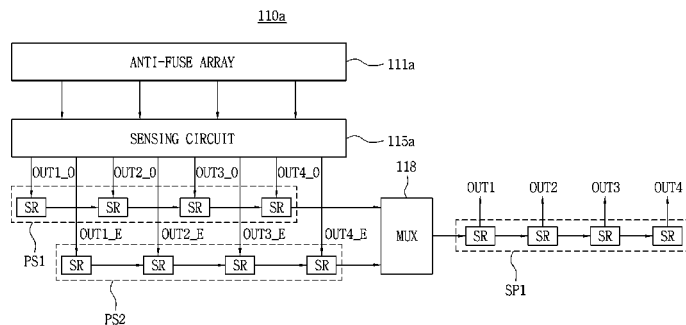 110a
ANTI-FUSE ARRAY
111a
SENSING CIRCUIT
115a
OUT1_O OUT2_O OUT3_O OUT4_O
118
OUT1 OUT2 OUT3 OUT4
SR SR SR SR
PS1
OUT1_E OUT2_E OUT3_E OUT4_E
MUX
SR SR SR SR
SP1
SR SR SR SR
PS2